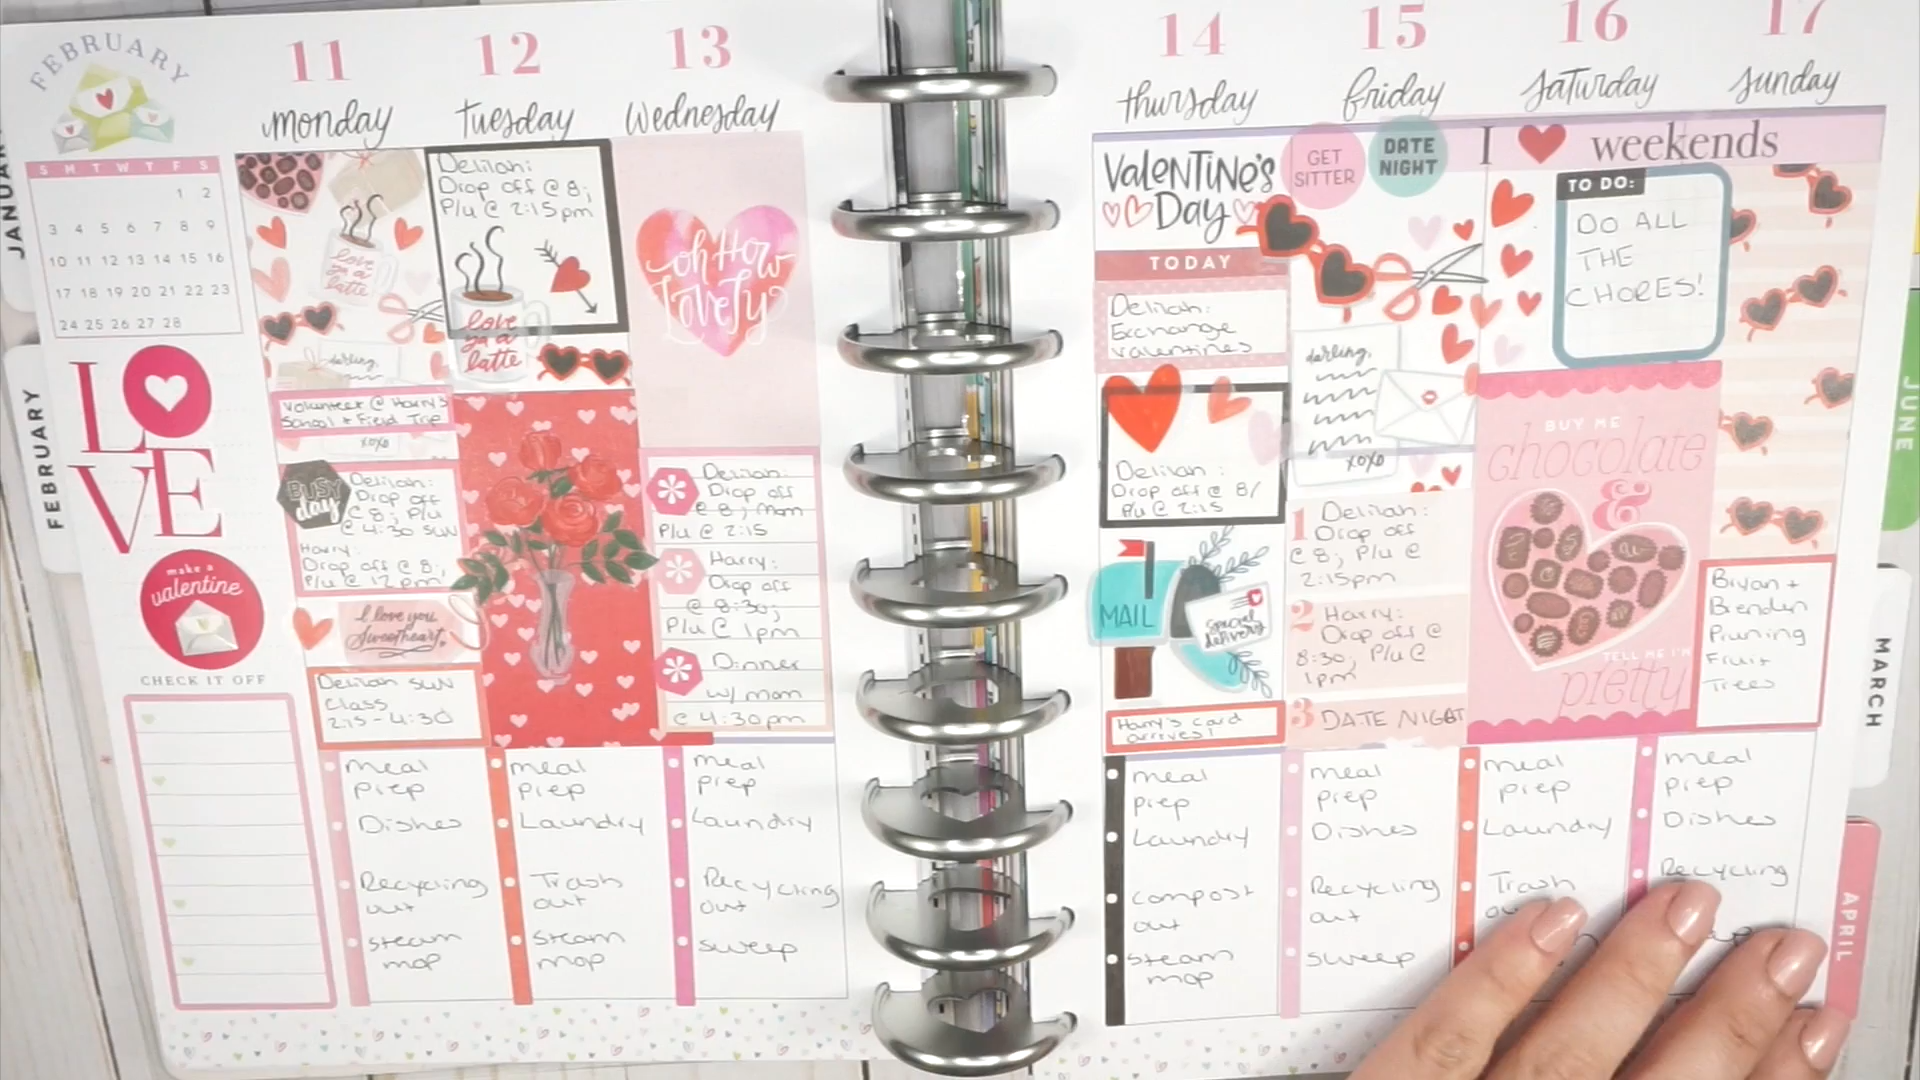 FEBRUARY
S M T W T F S
1 2
3 4 5 6 7 8 9
10 11 12 13 14 15 16
17 18 19 20 21 22 23
24 25 26 27 28
LO
VE
make a
valentine
CHECK IT OFF
JANUARY
FEBRUARY
11
monday
love
ya a
latte
darling,
Volunteer @ Harry's
School + Field Trip
xoxo
BUSY
day
Delilah:
Drop off
@ 8; P/u
@ 4:30 SUN
Harry:
Drop off @ 8;
P/u @ 12pm
I love you,
Sweetheart.
Delilah SUN
Class
2:15-4:30
meal
prep
Dishes
Recycling
out
steam
mop
12
tuesday
Delilah:
Drop off @ 8;
P/u @ 2:15pm
love
ya a
latte
meal
prep
Laundry
Trash
out
steam
mop
13
wednesday
oh How
Lovely
Delilah:
Drop off
@ 8; mom
P/u @ 2:15
Harry:
Drop off
@ 8:30;
P/u @ 1pm
Dinner
w/ mom
@ 4:30pm
meal
prep
Laundry
Recycling
out
sweep
14
thursday
VALENTINE'S
Day
TODAY
Delilah:
Exchange
valentines
Delilah:
Drop off @ 8/
P/u @ 2:15
MAIL
special
delivery
Harry's card
arrives!
meal
prep
Laundry
compost
out
steam
mop
15
friday
GET
SITTER
DATE
NIGHT
darling,
xoxo
1 Delilah:
Drop off
@ 8; P/u @
2:15pm
2 Harry:
Drop off @
8:30, P/u @
1pm
3 DATE NIGHT
meal
prep
Dishes
Recycling
out
sweep
16
saturday
I weekends
TO DO:
DO ALL
THE
CHORES!
BUY ME
chocolate
&
TELL ME I'M
pretty
meal
prep
Laundry
Trash
17
sunday
Bryan +
Brenden
Pruning
Fruit
Trees
meal
prep
Dishes
Recycling
JUNE
MARCH
APRIL